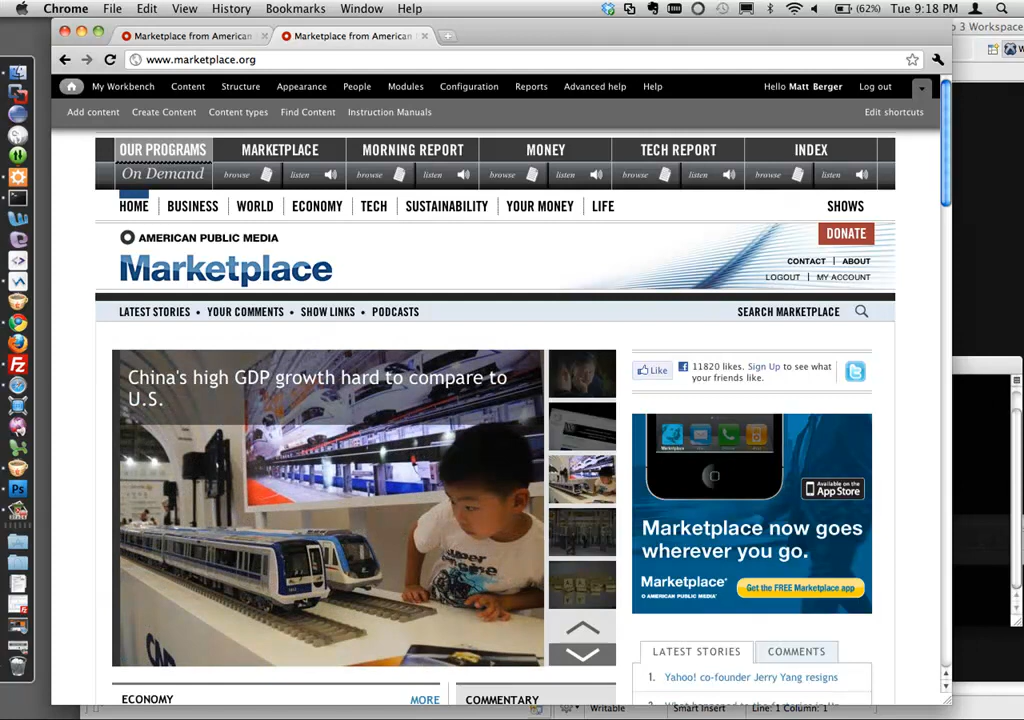 Chrome File Edit View History Bookmarks Window Help (62%) Tue 9:18 PM
Marketplace from American Marketplace from American
p 3 Workspace
www.marketplace.org
My Workbench Content Structure Appearance People Modules Configuration Reports Advanced help Help Hello Matt Berger Log out
Add content Create Content Content types Find Content Instruction Manuals Edit shortcuts
OUR PROGRAMS MARKETPLACE MORNING REPORT MONEY TECH REPORT INDEX
On Demand browse listen browse listen browse listen browse listen browse listen
HOME BUSINESS WORLD ECONOMY TECH SUSTAINABILITY YOUR MONEY LIFE SHOWS
AMERICAN PUBLIC MEDIA
Marketplace
DONATE
CONTACT | ABOUT
LOGOUT | MY ACCOUNT
LATEST STORIES • YOUR COMMENTS • SHOW LINKS • PODCASTS SEARCH MARKETPLACE
China's high GDP growth hard to compare to
U.S.
Like 11820 likes. Sign Up to see what
your friends like.
Available on the
App Store
Marketplace now goes
wherever you go.
Marketplace
AMERICAN PUBLIC MEDIA
Get the FREE Marketplace app
LATEST STORIES COMMENTS
1. Yahoo! co-founder Jerry Yang resigns
ECONOMY MORE COMMENTARY
Writable Smart Insert Line: 1 Column: 1